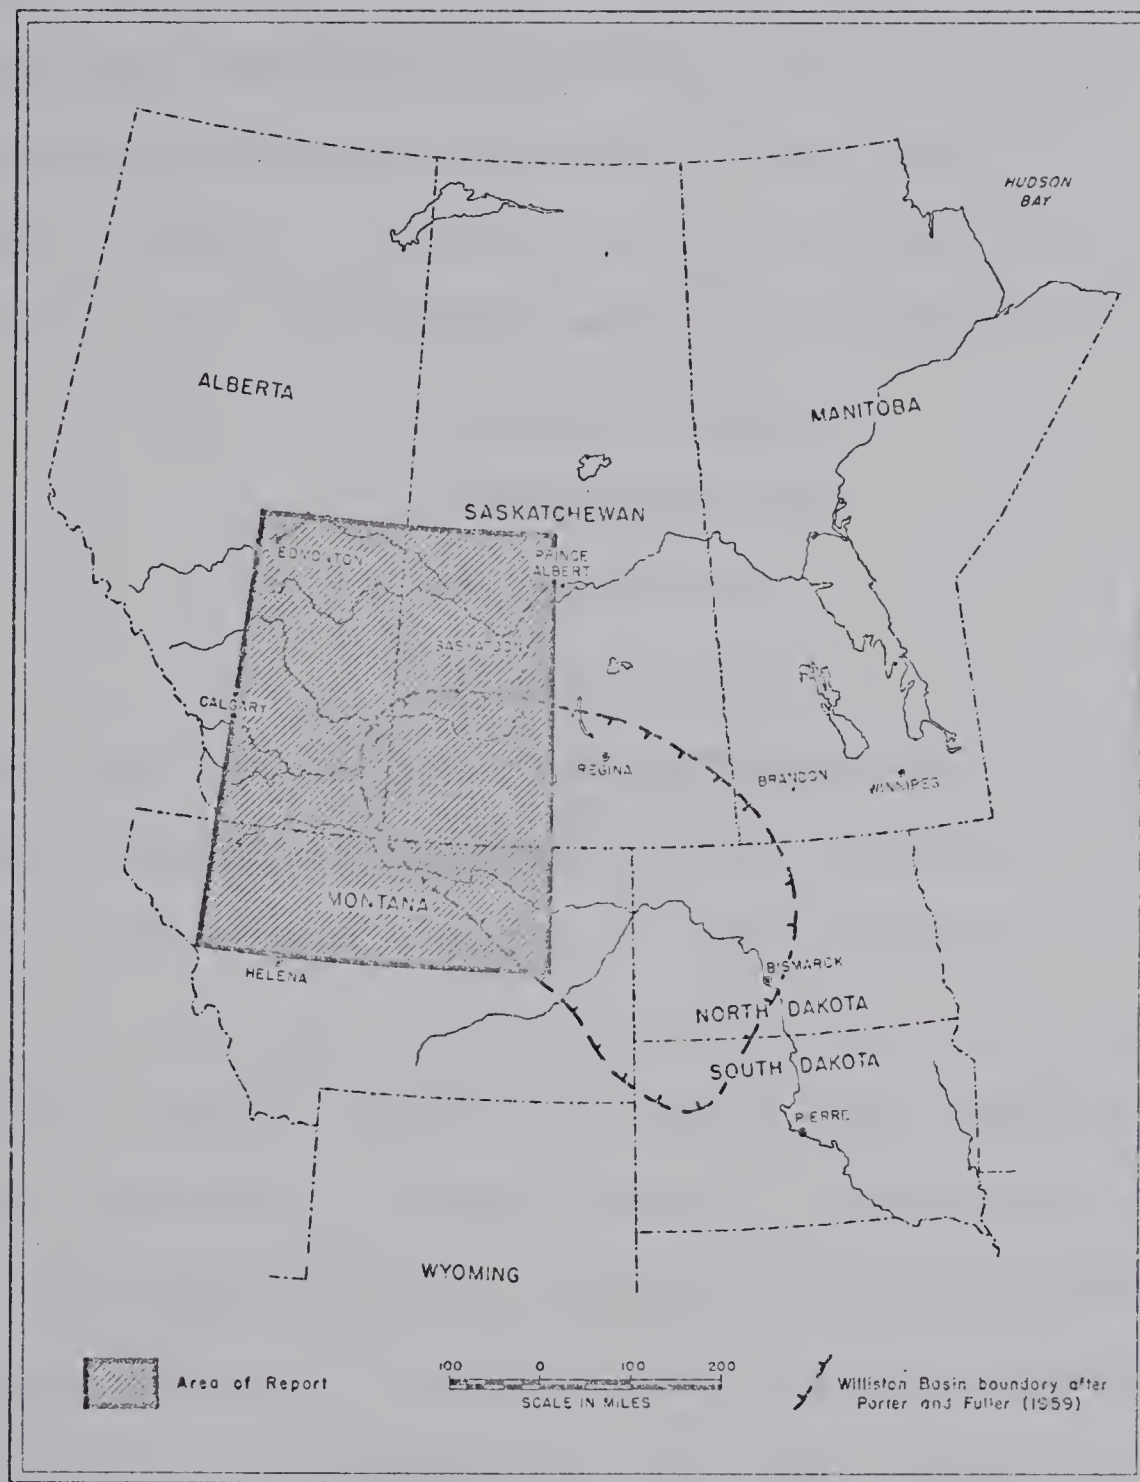 HUDSON
BAY
ALBERTA
MANITOBA
SASKATCHEWAN
EDMONTON
PRINCE
ALBERT
SASKATOON
CALGARY
REGINA
BRANDON
WINNIPEG
MONTANA
HELENA
BISMARCK
NORTH DAKOTA
SOUTH DAKOTA
PIERRE
WYOMING
Area of Report
100 0 100 200
SCALE IN MILES
Williston Basin boundary after
Porter and Fuller (1959)